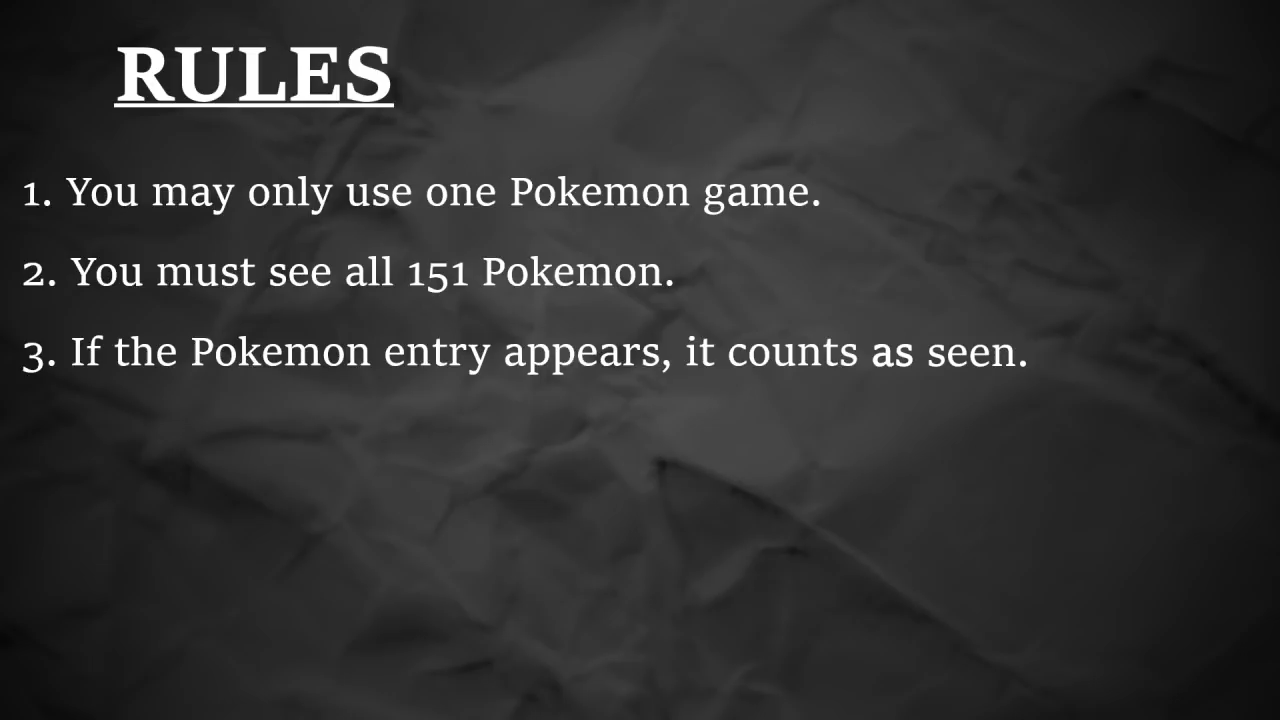 RULES
1. You may only use one Pokemon game.
2. You must see all 151 Pokemon.
3. If the Pokemon entry appears, it counts as seen.